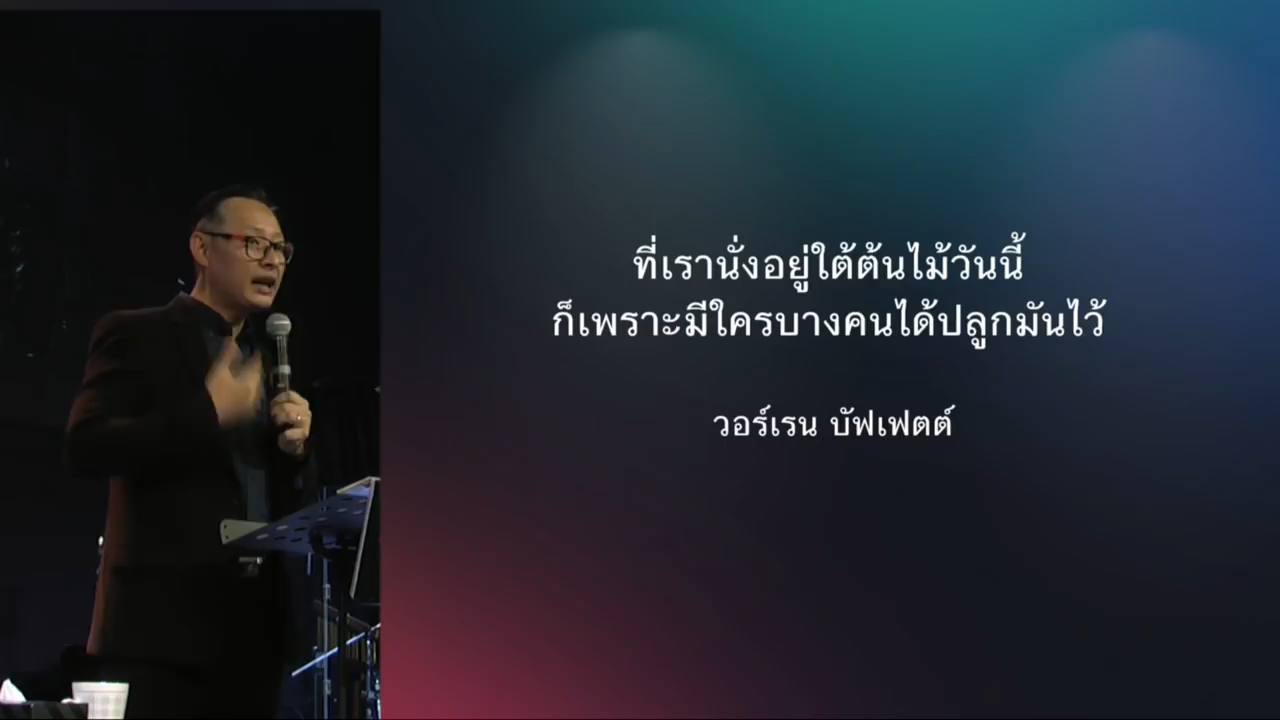 ที่เรานั่งอยู่ใต้ต้นไม้วันนี้
ก็เพราะมีใครบางคนได้ปลูกมันไว้
วอร์เรน บัฟเฟตต์